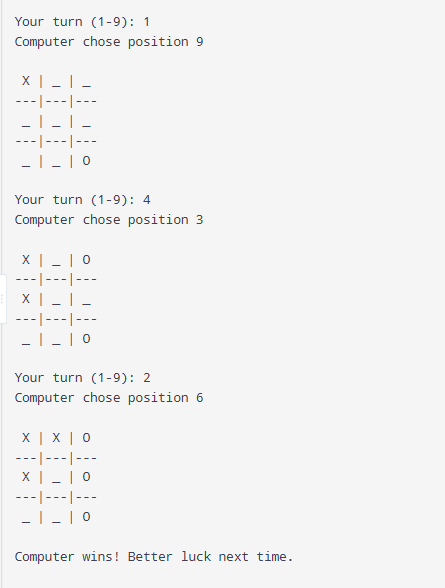 Your turn (1-9): 1
Computer chose position 9
X | _ | _
---|---|---
_ | _ | _
---|---|---
_ | _ | O
Your turn (1-9): 4
Computer chose position 3
X | _ | O
---|---|---
X | _ | _
---|---|---
_ | _ | O
Your turn (1-9): 2
Computer chose position 6
X | X | O
---|---|---
X | _ | O
---|---|---
_ | _ | O
Computer wins! Better luck next time.